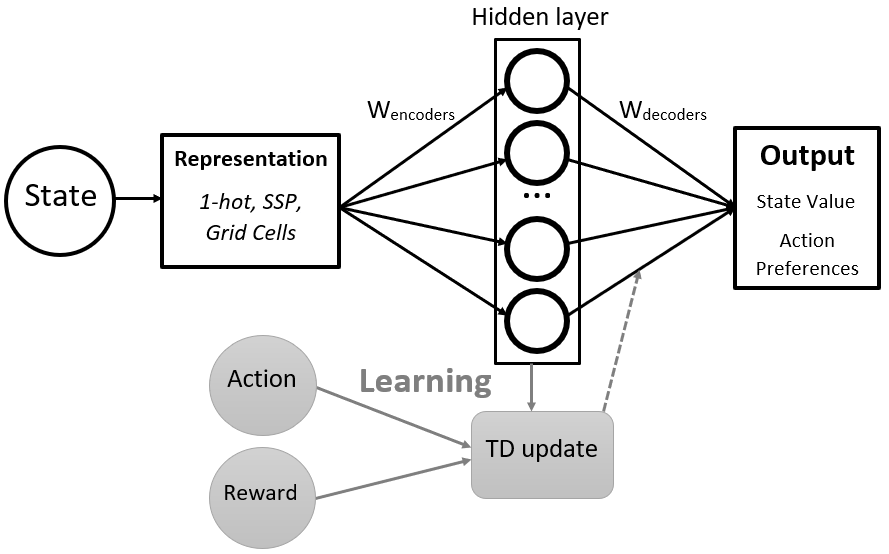 Hidden layer
W encoders
W decoders
State
Representation
1-hot, SSP,
Grid Cells
...
Output
State Value
Action
Preferences
Learning
Action
TD update
Reward